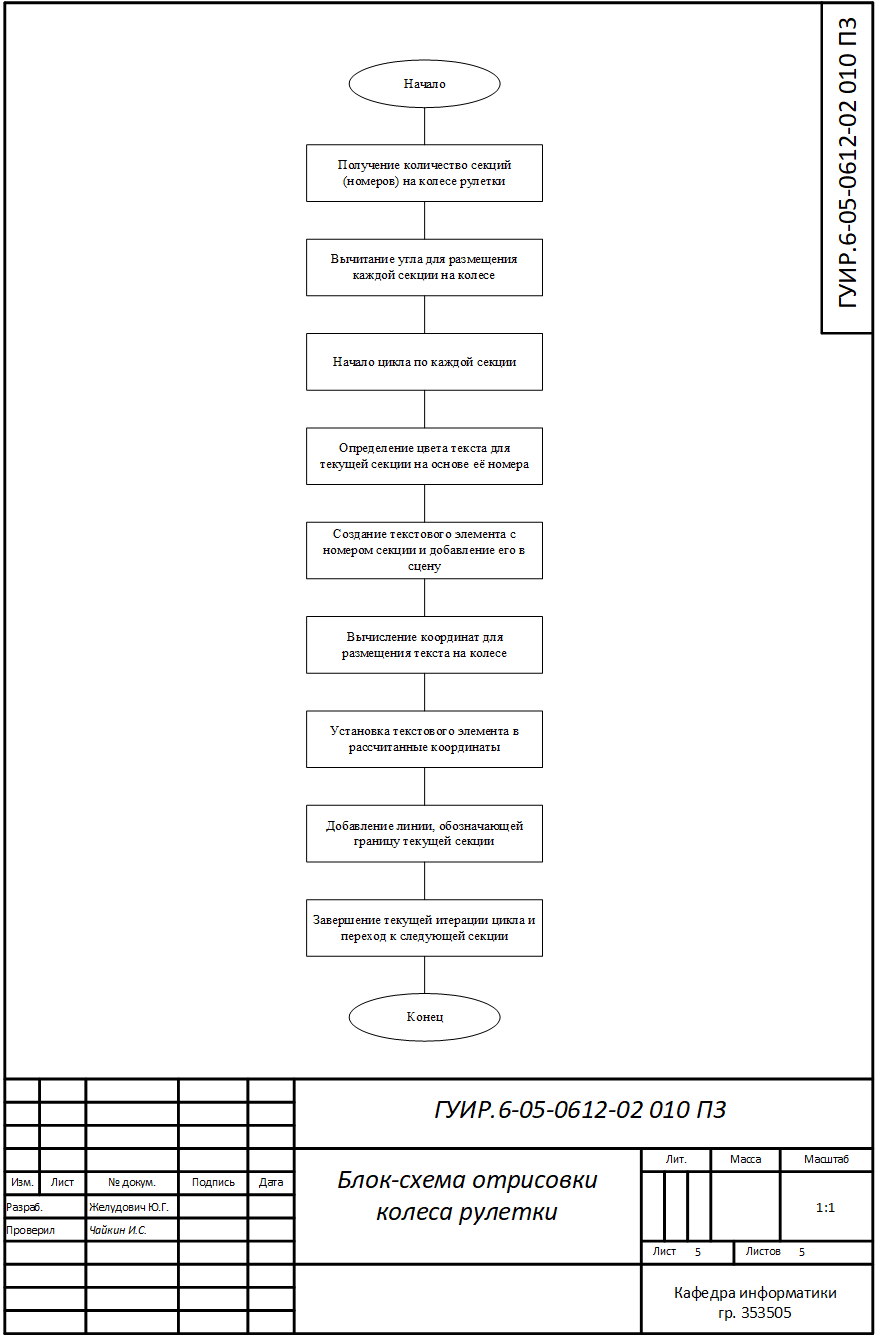 ГУИР.6-05-0612-02 010 ПЗ
Начало
Получение количество секций
(номеров) на колесе рулетки
Вычитание угла для размещения
каждой секции на колесе
Начало цикла по каждой секции
Определение цвета текста для
текущей секции на основе её номера
Создание текстового элемента с
номером секции и добавление его в
сцену
Вычисление координат для
размещения текста на колесе
Установка текстового элемента в
рассчитанные координаты
Добавление линии, обозначающей
границу текущей секции
Завершение текущей итерации цикла и
переход к следующей секции
Конец
ГУИР.6-05-0612-02 010 ПЗ
Изм. Лист № докум. Подпись Дата
Разраб. Желудович Ю.Г.
Проверил Чайкин И.С.
Блок-схема отрисовки
колеса рулетки
Лит. Масса Масштаб
1:1
Лист 5 Листов 5
Кафедра информатики
гр. 353505